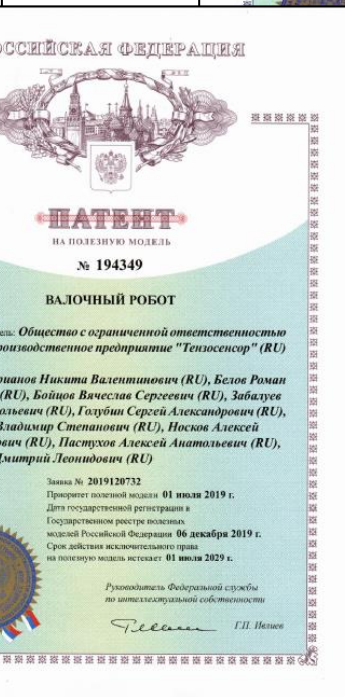 ОССИЙСКАЯ ФЕДЕРАЦИЯ
ПАТЕНТ
НА ПОЛЕЗНУЮ МОДЕЛЬ
№ 194349
ВАЛОЧНЫЙ РОБОТ
ель: Общество с ограниченной ответственностью
роизводственное предприятие "Тензосенсор" (RU)
рианов Никита Валентинович (RU), Белов Роман
(RU), Бойцов Вячеслав Сергеевич (RU), Забалуев
ольевич (RU), Голубин Сергей Александрович (RU),
Владимир Степанович (RU), Носков Алексей
ович (RU), Пастухов Алексей Анатольевич (RU),
Дмитрий Леонидович (RU)
Заявка № 2019120732
Приоритет полезной модели 01 июля 2019 г.
Дата государственной регистрации в
Государственном реестре полезных
моделей Российской Федерации 06 декабря 2019 г.
Срок действия исключительного права
на полезную модель истекает 01 июля 2029 г.
Руководитель Федеральной службы
по интеллектуальной собственности
Г.П. Ивлиев